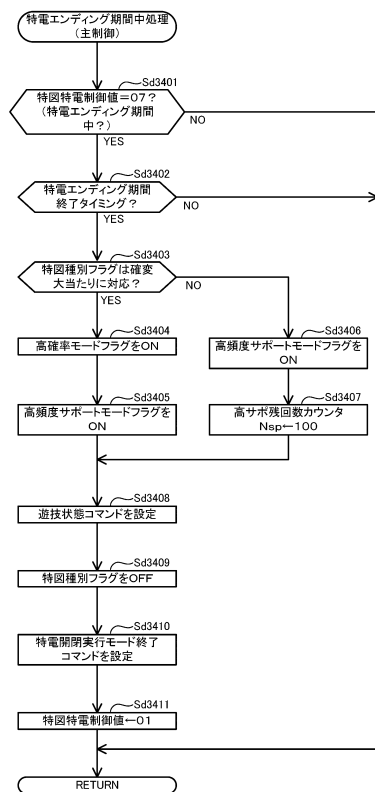 特電エンディング期間中処理
(主制御)
Sd3401
特図特電制御値=07?
(特電エンディング期間
中?)
NO
YES
Sd3402
特電エンディング期間
終了タイミング?
NO
YES
Sd3403
特図種別フラグは確変
大当たりに対応?
NO
YES
Sd3404
高確率モードフラグをON
Sd3406
高頻度サポートモードフラグを
ON
Sd3405
高頻度サポートモードフラグを
ON
Sd3407
高サポ残回数カウンタ
Nsp←100
Sd3408
遊技状態コマンドを設定
Sd3409
特図種別フラグをOFF
Sd3410
特電開閉実行モード終了
コマンドを設定
Sd3411
特図特電制御値←01
RETURN